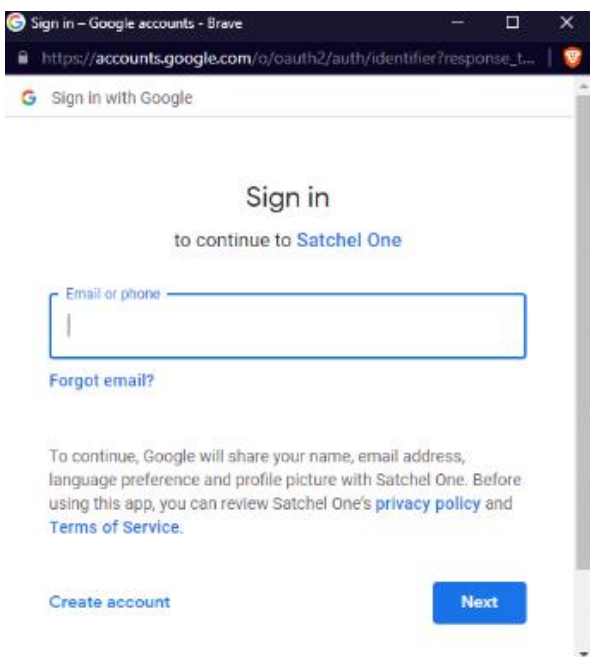 Sign in – Google accounts - Brave
https://accounts.google.com/o/oauth2/auth/identifier?response_t...
Sign in with Google
Sign in
to continue to Satchel One
Email or phone
Forgot email?
To continue, Google will share your name, email address,
language preference and profile picture with Satchel One. Before
using this app, you can review Satchel One's privacy policy and
Terms of Service.
Create account
Next